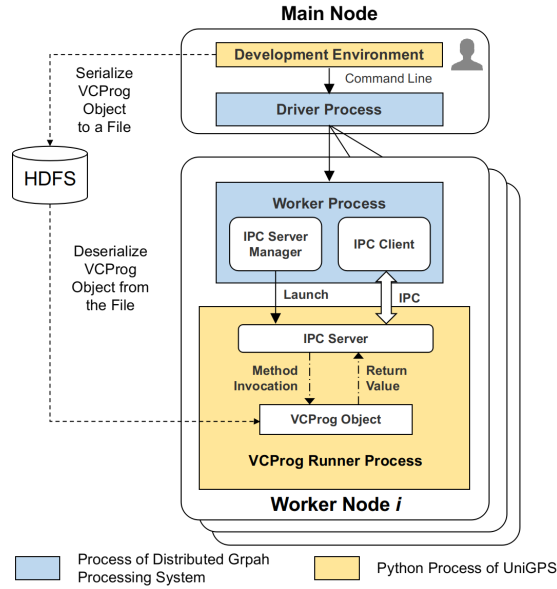 Main Node
Development Environment
Command Line
Driver Process
Serialize
VCProg
Object
to a File
HDFS
Deserialize
VCProg
Object from
the File
Worker Process
IPC Server
Manager
IPC Client
Launch
IPC
IPC Server
Method
Invocation
Return
Value
VCProg Object
VCProg Runner Process
Worker Node i
Process of Distributed Grpah
Processing System
Python Process of UniGPS